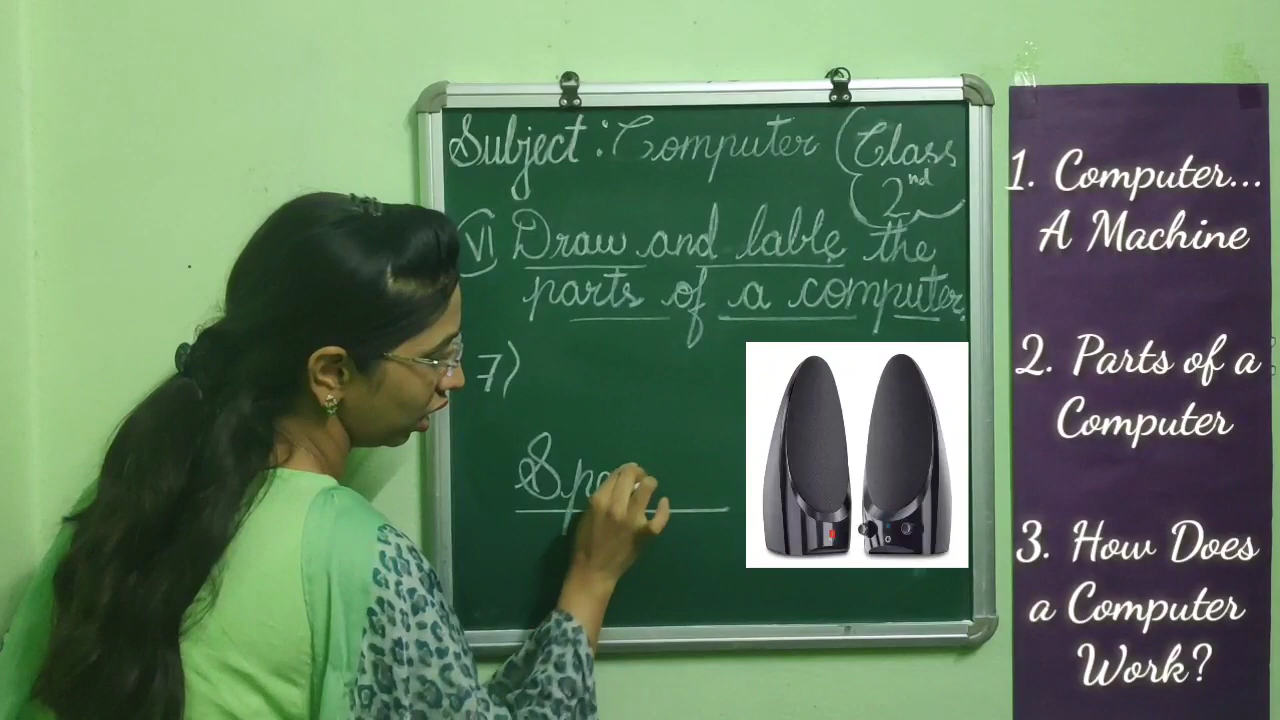 Subject : Computer (Class
2nd
VI) Draw and lable the
parts of a computer.
7)
Spe
1. Computer...
A Machine
2. Parts of a
Computer
3. How Does
a Computer
Work?